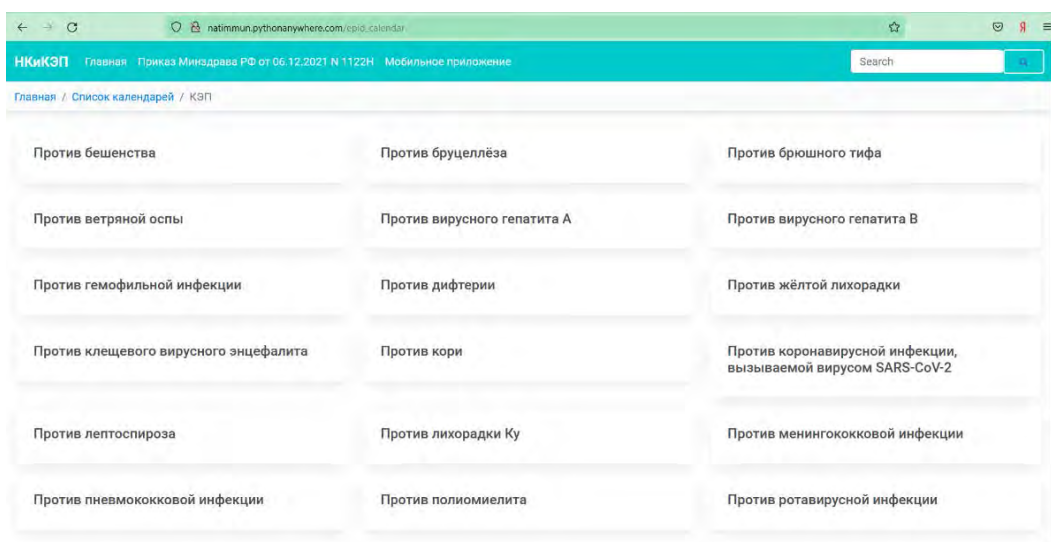 natimmun.pythonanywhere.com/epid_calendar
НКиКЭП Главная Приказ Минздрава РФ от 06.12.2021 N 1122Н Мобильное приложение Search
Главная / Список календарей / КЭП
Против бешенства Против бруцеллёза Против брюшного тифа
Против ветряной оспы Против вирусного гепатита А Против вирусного гепатита В
Против гемофильной инфекции Против дифтерии Против жёлтой лихорадки
Против клещевого вирусного энцефалита Против кори Против коронавирусной инфекции,
вызываемой вирусом SARS-CoV-2
Против лептоспироза Против лихорадки Ку Против менингококковой инфекции
Против пневмококковой инфекции Против полиомиелита Против ротавирусной инфекции